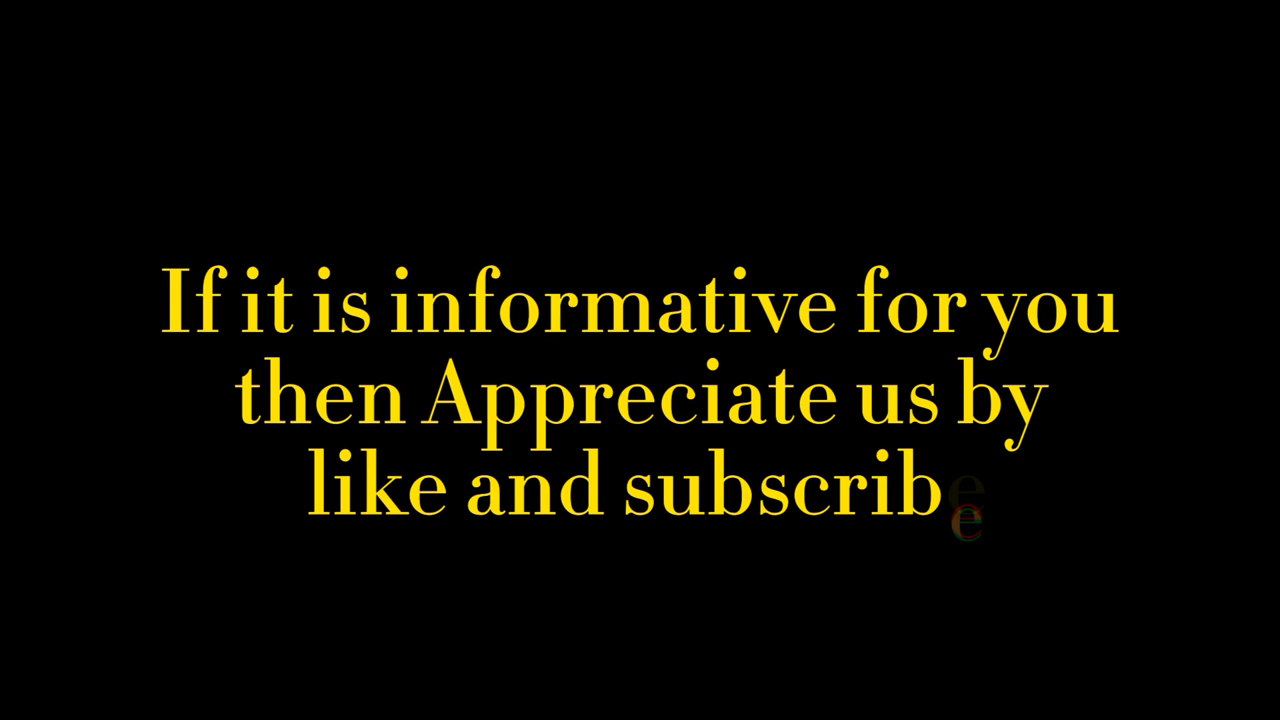 If it is informative for you
then Appreciate us by
like and subscribe